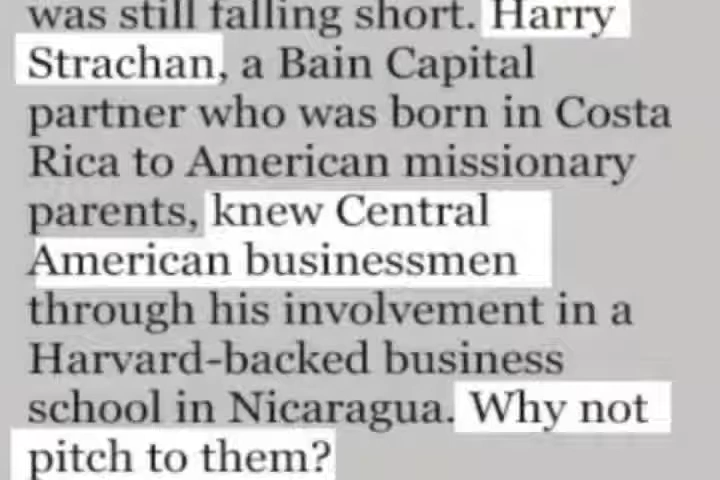 was still falling short. Harry
Strachan, a Bain Capital
partner who was born in Costa
Rica to American missionary
parents, knew Central
American businessmen
through his involvement in a
Harvard-backed business
school in Nicaragua. Why not
pitch to them?